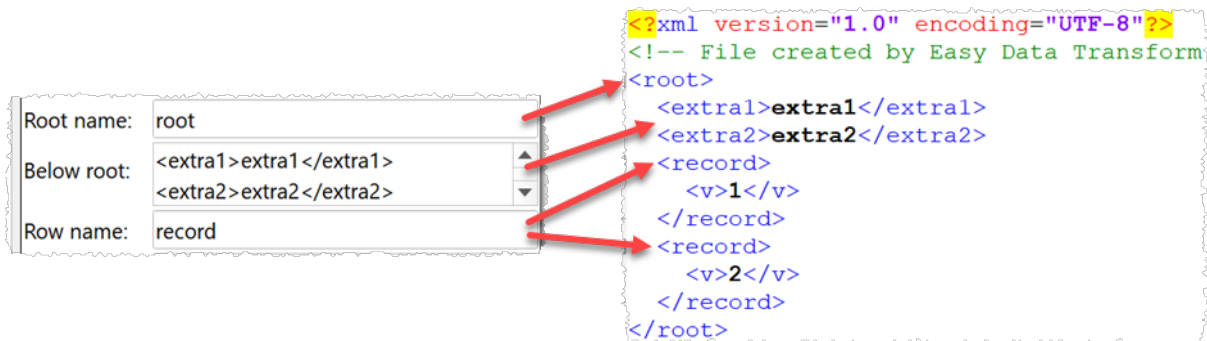 Root name: root
Below root: <extra1>extra1</extra1>
<extra2>extra2</extra2>
Row name: record
<?xml version="1.0" encoding="UTF-8"?>
<!-- File created by Easy Data Transform
<root>
<extra1>extra1</extra1>
<extra2>extra2</extra2>
<record>
<v>1</v>
</record>
<record>
<v>2</v>
</record>
</root>